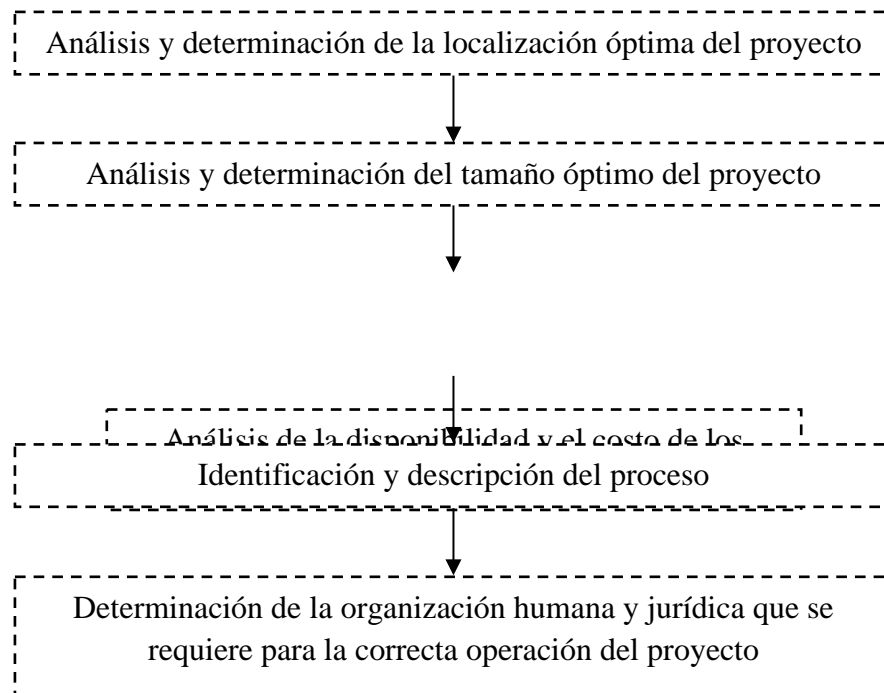 Análisis y determinación de la localización óptima del proyecto
Análisis y determinación del tamaño óptimo del proyecto
Análisis de la disponibilidad y el costo de los
Identificación y descripción del proceso
Determinación de la organización humana y jurídica que se
requiere para la correcta operación del proyecto